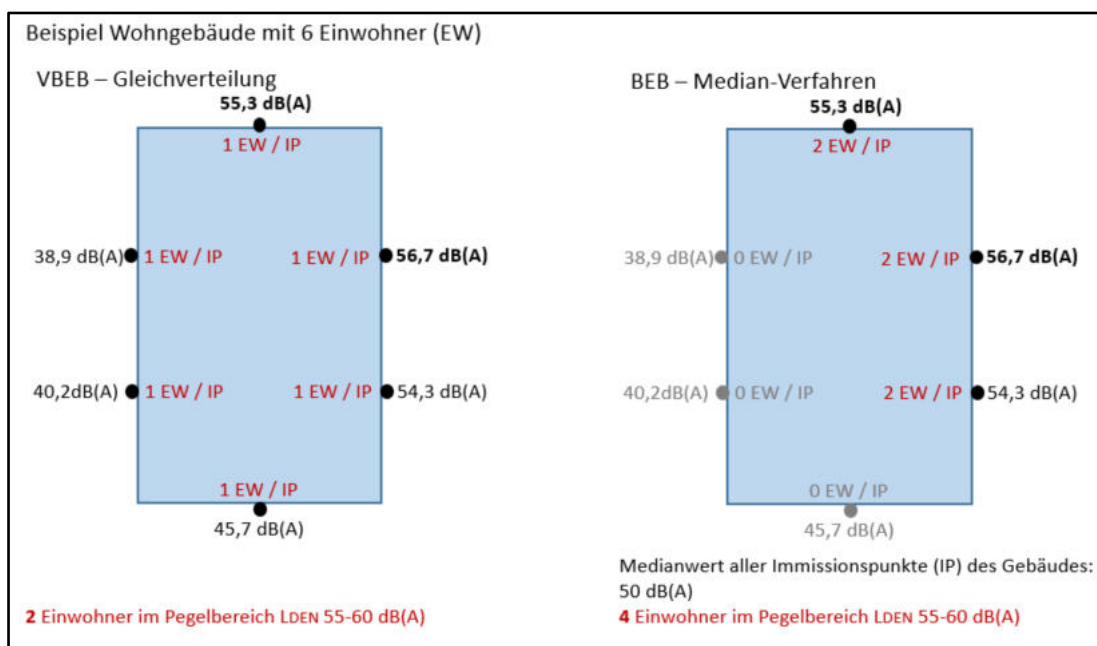 Beispiel Wohngebäude mit 6 Einwohner (EW)
VBEB – Gleichverteilung
55,3 dB(A)
1 EW / IP
38,9 dB(A)
1 EW / IP
1 EW / IP
56,7 dB(A)
40,2dB(A)
1 EW / IP
1 EW / IP
54,3 dB(A)
1 EW / IP
45,7 dB(A)
2 Einwohner im Pegelbereich LDEN 55-60 dB(A)
BEB – Median-Verfahren
55,3 dB(A)
2 EW / IP
38,9 dB(A)
0 EW / IP
2 EW / IP
56,7 dB(A)
40,2dB(A)
0 EW / IP
2 EW / IP
54,3 dB(A)
0 EW / IP
45,7 dB(A)
Medianwert aller Immissionspunkte (IP) des Gebäudes:
50 dB(A)
4 Einwohner im Pegelbereich LDEN 55-60 dB(A)